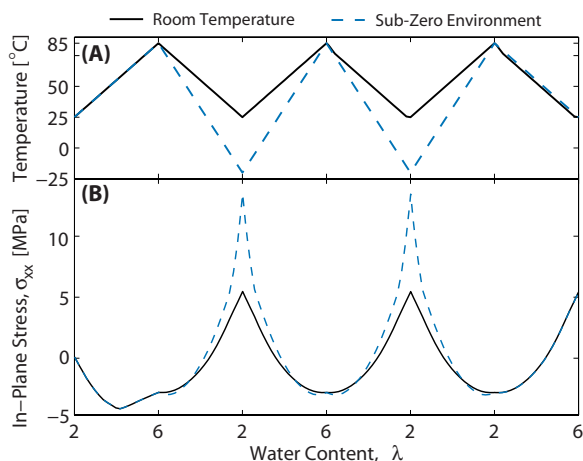 Room Temperature Sub-Zero Environment
(A)
Temperature [°C]
85
50
25
0
−25
(B)
In−Plane Stress, σxx [MPa]
10
5
0
−5
2 6 2 6 2 2 6
Water Content, λ